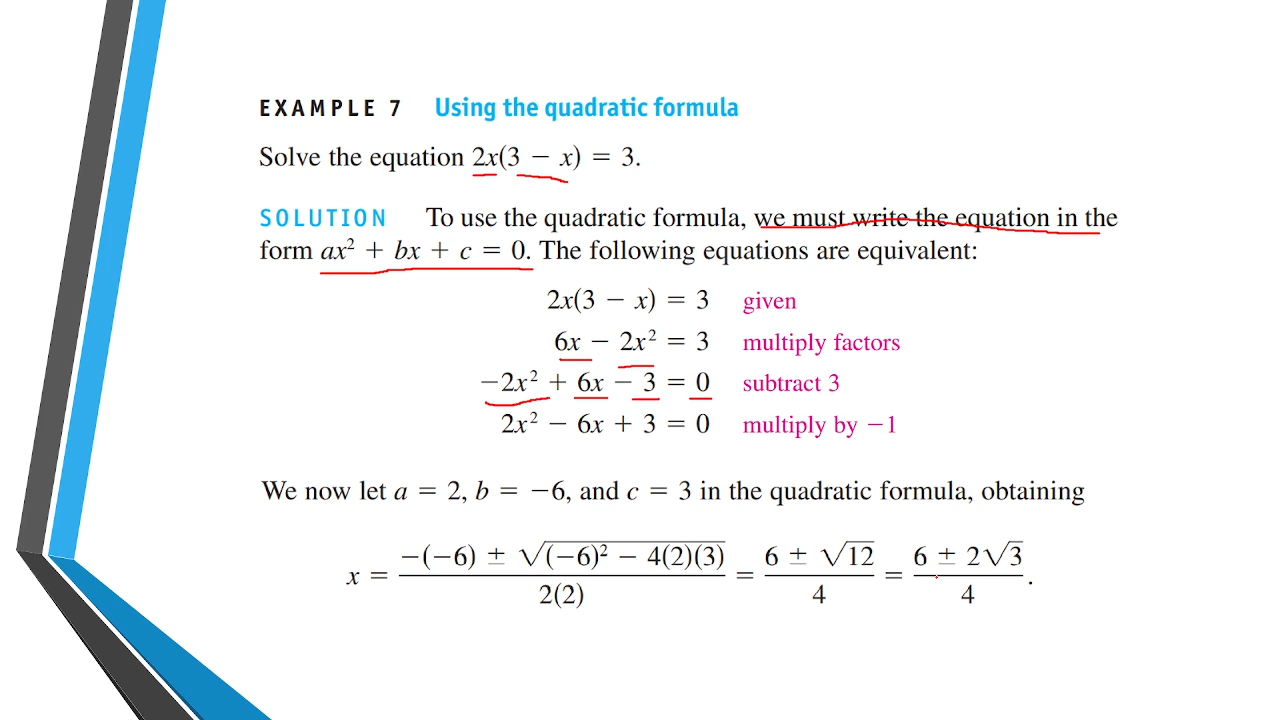 EXAMPLE 7 Using the quadratic formula
Solve the equation 2x(3 − x) = 3.
SOLUTION To use the quadratic formula, we must write the equation in the
form ax² + bx + c = 0. The following equations are equivalent:
2x(3 − x) = 3 given
6x − 2x² = 3 multiply factors
−2x² + 6x − 3 = 0 subtract 3
2x² − 6x + 3 = 0 multiply by −1
We now let a = 2, b = −6, and c = 3 in the quadratic formula, obtaining
x = (−(−6) ± √((−6)² − 4(2)(3))) / 2(2) = (6 ± √12) / 4 = (6 ± 2√3) / 4.